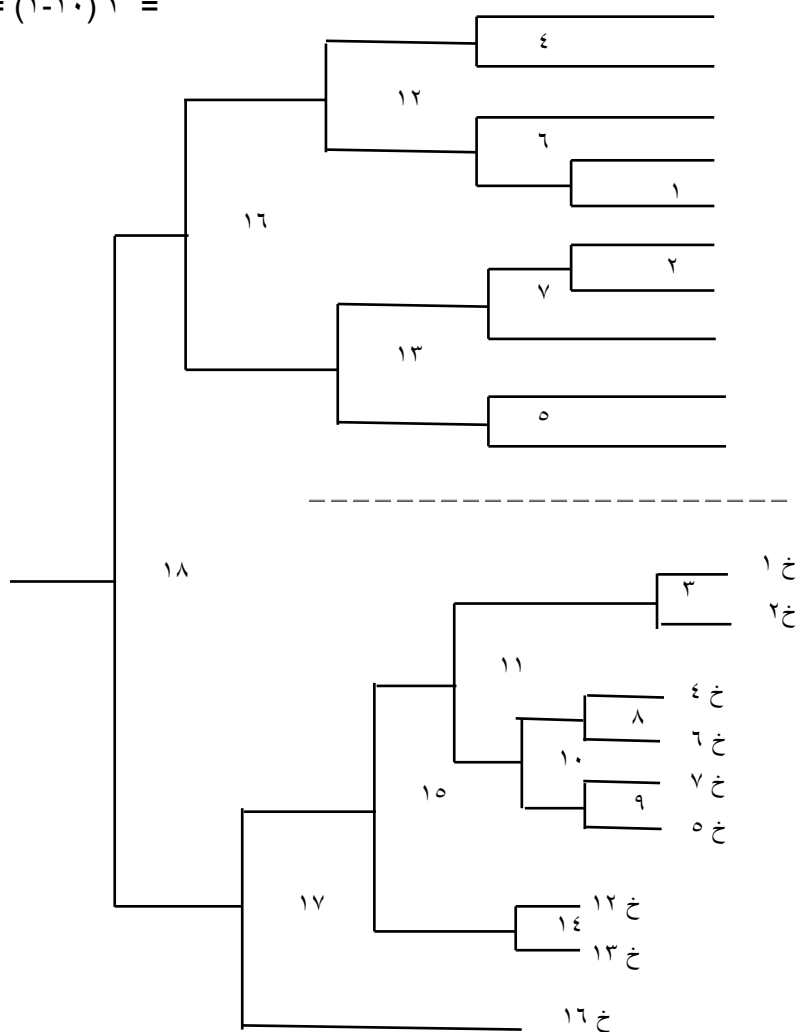 = (١-١٠) ٢ =
٤
١٢
٦
١
١٦
٢
٧
١٣
٥
١٨
خ ١
٣
خ٢
١١
خ ٤
٨
خ ٦
١٠
خ ٧
١٥
٩
خ ٥
١٧
خ ١٢
١٤
خ ١٣
خ ١٦